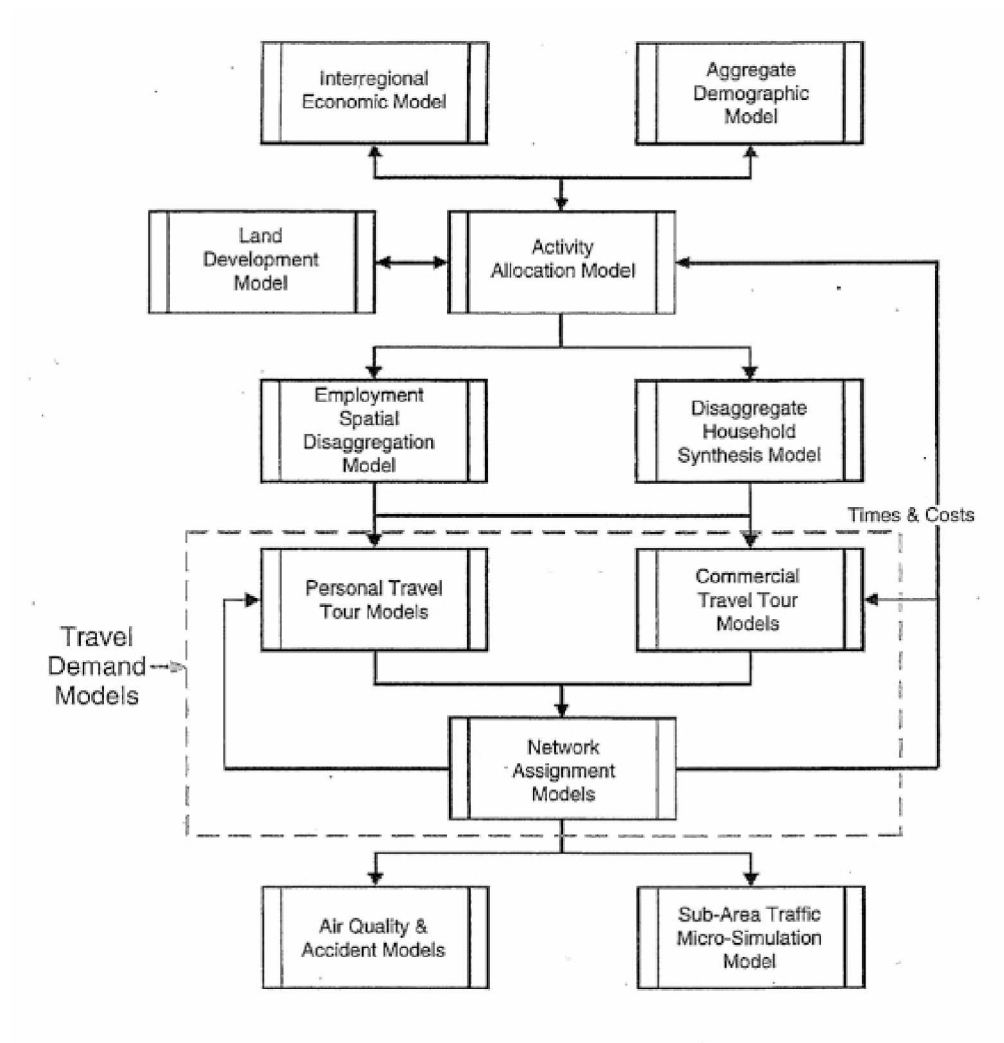 Interregional
Economic Model
Aggregate
Demographic
Model
Land
Development
Model
Activity
Allocation Model
Employment
Spatial
Disaggregation
Model
Disaggregate
Household
Synthesis Model
Times & Costs
Personal Travel
Tour Models
Commercial
Travel Tour
Models
Travel
Demand
Models
Network
Assignment
Models
Air Quality &
Accident Models
Sub-Area Traffic
Micro-Simulation
Model